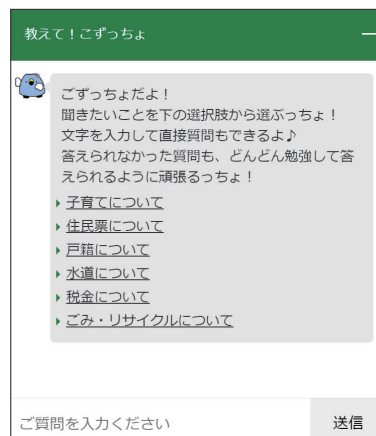 教えて！こずっちょ
ごずっちょだよ！
聞きたいことを下の選択肢から選ぶっちょ！
文字を入力して直接質問もできるよ♪
答えられなかった質問も、どんどん勉強して答
えられるように頑張るっちょ！
子育てについて
住民票について
戸籍について
水道について
税金について
ごみ・リサイクルについて
ご質問を入力ください
送信